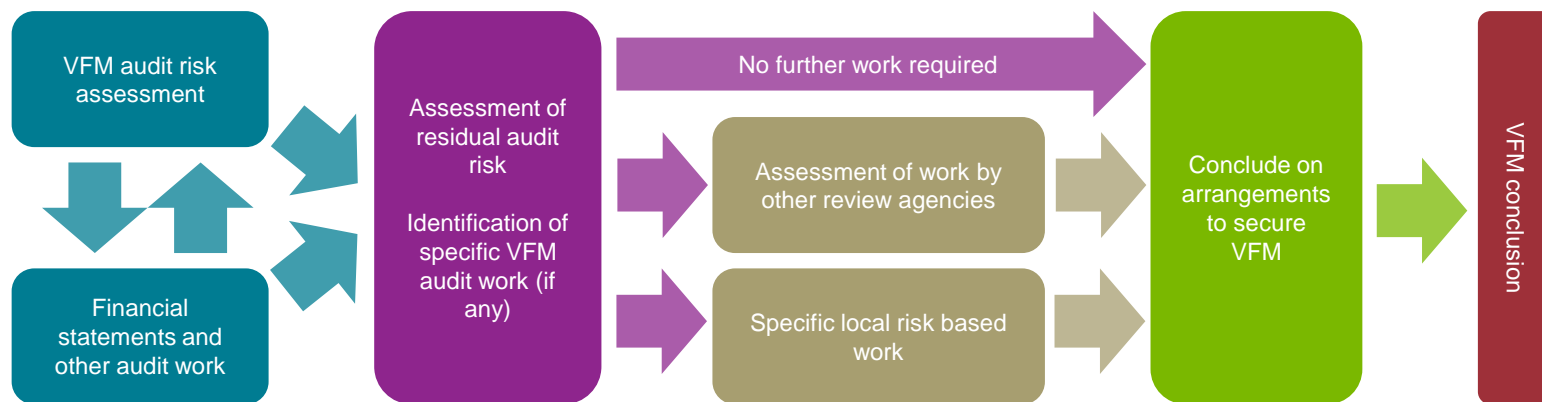 VFM audit risk
assessment
Financial
statements and
other audit work
Assessment of
residual audit
risk
Identification of
specific VFM
audit work (if
any)
No further work required
Assessment of work by
other review agencies
Specific local risk based
work
Conclude on
arrangements
to secure
VFM
VFM conclusion